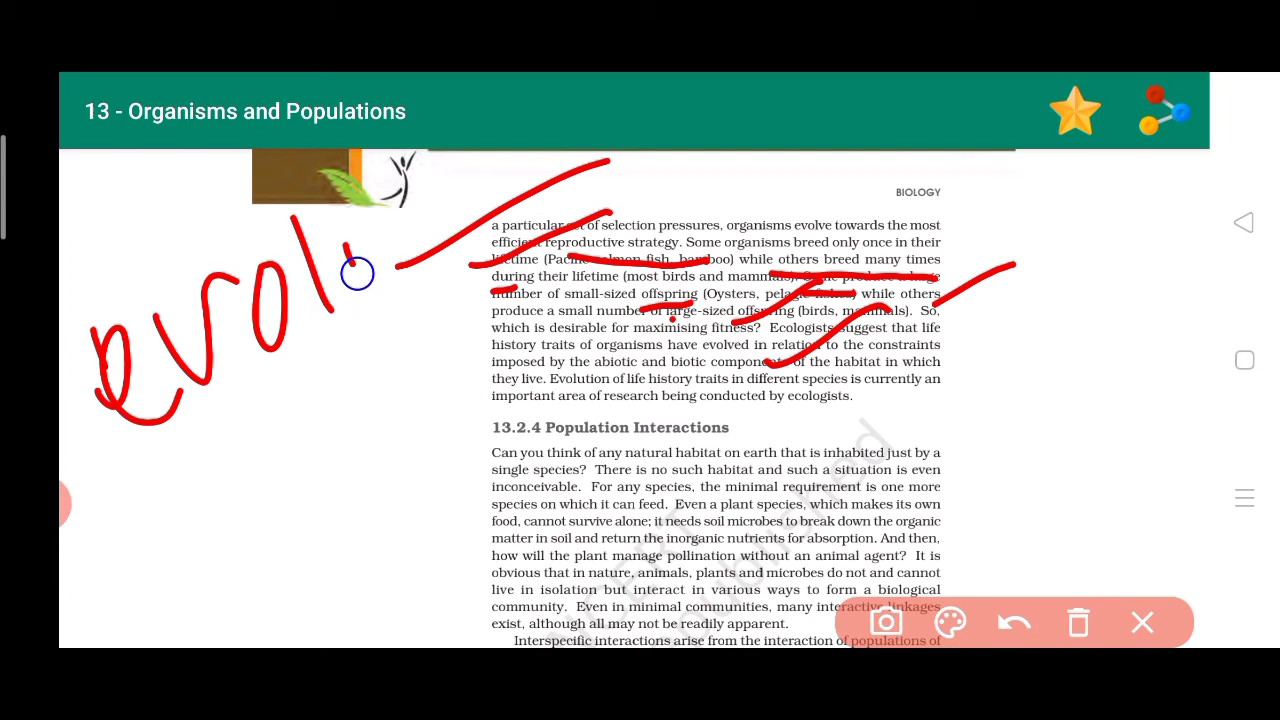 13 - Organisms and Populations
BIOLOGY
a particular set of selection pressures, organisms evolve towards the most
efficient reproductive strategy. Some organisms breed only once in their
lifetime (Pacific salmon fish, bamboo) while others breed many times
during their lifetime (most birds and mammals). Some produce a large
number of small-sized offspring (Oysters, pelagic fishes) while others
produce a small number of large-sized offspring (birds, mammals). So,
which is desirable for maximising fitness? Ecologists suggest that life
history traits of organisms have evolved in relation to the constraints
imposed by the abiotic and biotic components of the habitat in which
they live. Evolution of life history traits in different species is currently an
important area of research being conducted by ecologists.
evolu
13.2.4 Population Interactions
Can you think of any natural habitat on earth that is inhabited just by a
single species? There is no such habitat and such a situation is even
inconceivable. For any species, the minimal requirement is one more
species on which it can feed. Even a plant species, which makes its own
food, cannot survive alone; it needs soil microbes to break down the organic
matter in soil and return the inorganic nutrients for absorption. And then,
how will the plant manage pollination without an animal agent? It is
obvious that in nature, animals, plants and microbes do not and cannot
live in isolation but interact in various ways to form a biological
community. Even in minimal communities, many interactive linkages
exist, although all may not be readily apparent.
Interspecific interactions arise from the interaction of populations of
NCERT
published